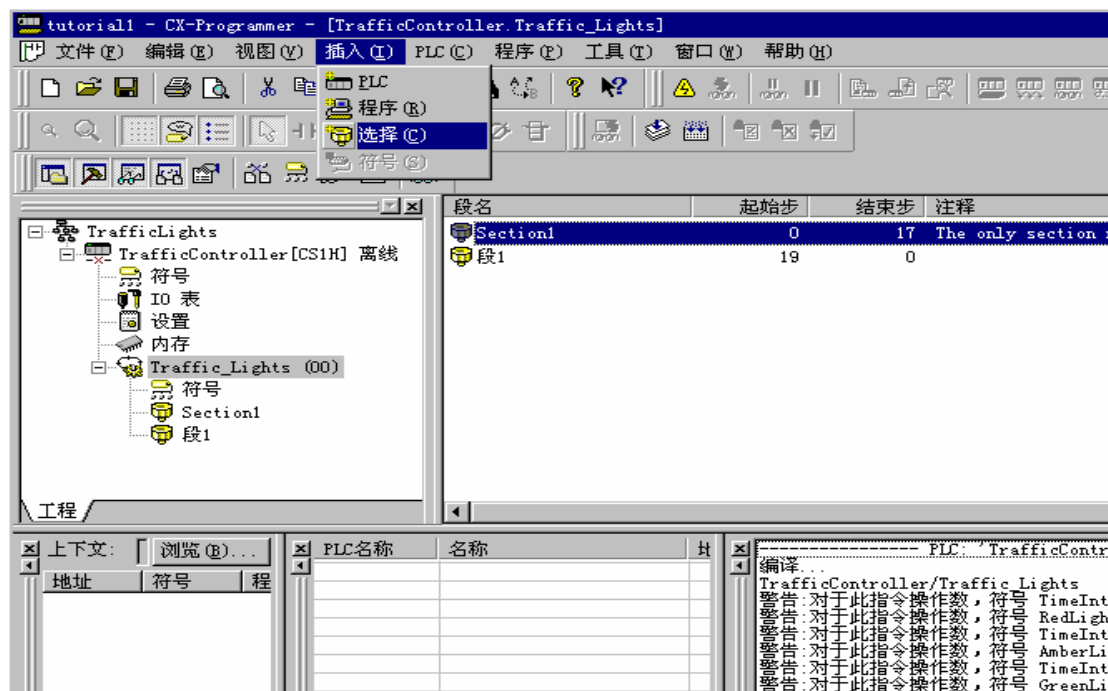 tutorial1 - CX-Programmer - [TrafficController.Traffic_Lights]
文件(F) 编辑(E) 视图(V) 插入(I) PLC(C) 程序(P) 工具(T) 窗口(W) 帮助(H)
PLC
程序(R)
选择(C)
符号(S)
段名 起始步 结束步 注释
Section1 0 17 The only section
段1 19 0
TrafficLights
TrafficController[CS1H] 离线
符号
IO 表
设置
内存
Traffic_Lights (00)
符号
Section1
段1
工程
上下文: 浏览(B)...
地址 符号 程
PLC名称 名称
---------------- PLC: 'TrafficContr
编译...
TrafficController/Traffic_Lights
警告:对于此指令操作数,符号 TimeInt
警告:对于此指令操作数,符号 RedLigh
警告:对于此指令操作数,符号 TimeInt
警告:对于此指令操作数,符号 AmberLi
警告:对于此指令操作数,符号 TimeInt
警告:对于此指令操作数,符号 GreenLi